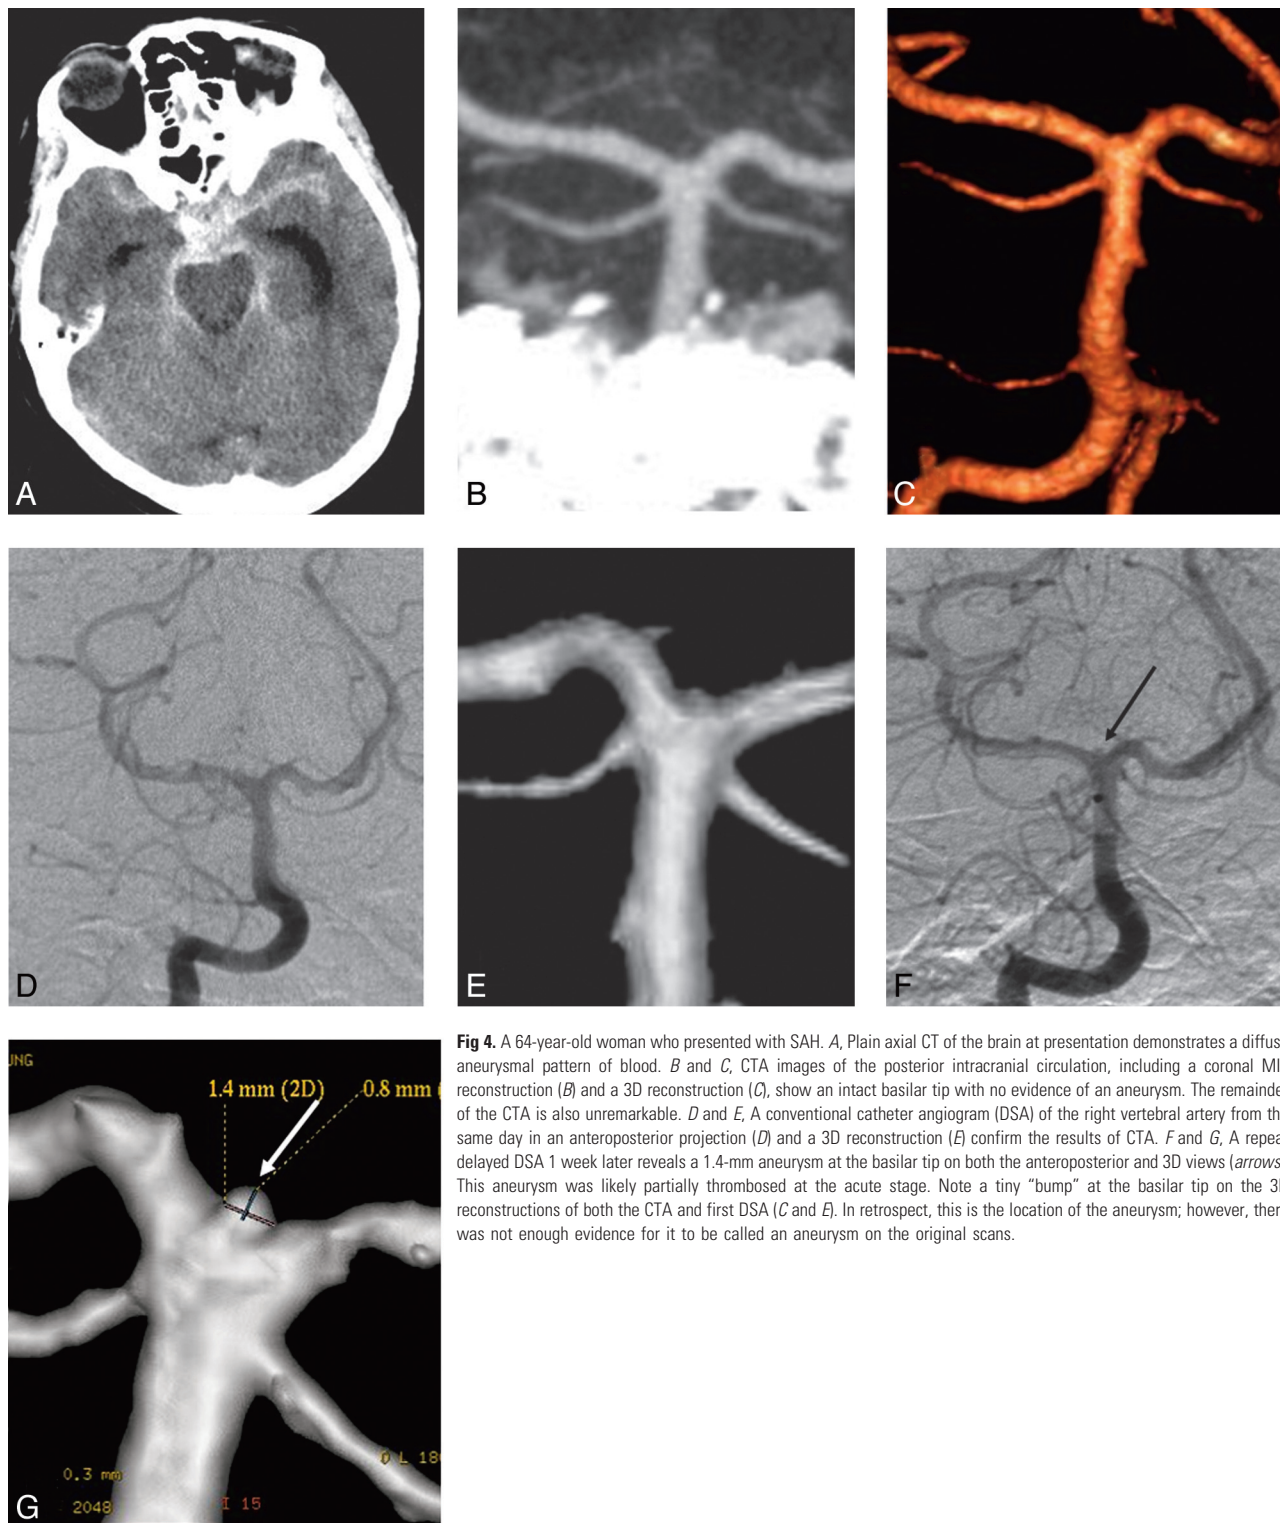 A
B
C
D
E
F
UNG
1.4 mm (2D)
0.8 mm (
0.3 mm
2048
I 15
L 180
G
Fig 4. A 64-year-old woman who presented with SAH. A, Plain axial CT of the brain at presentation demonstrates a diffus
aneurysmal pattern of blood. B and C, CTA images of the posterior intracranial circulation, including a coronal MI
reconstruction (B) and a 3D reconstruction (C), show an intact basilar tip with no evidence of an aneurysm. The remainde
of the CTA is also unremarkable. D and E, A conventional catheter angiogram (DSA) of the right vertebral artery from th
same day in an anteroposterior projection (D) and a 3D reconstruction (E) confirm the results of CTA. F and G, A repea
delayed DSA 1 week later reveals a 1.4-mm aneurysm at the basilar tip on both the anteroposterior and 3D views (arrows
This aneurysm was likely partially thrombosed at the acute stage. Note a tiny “bump” at the basilar tip on the 3
reconstructions of both the CTA and first DSA (C and E). In retrospect, this is the location of the aneurysm; however, ther
was not enough evidence for it to be called an aneurysm on the original scans.